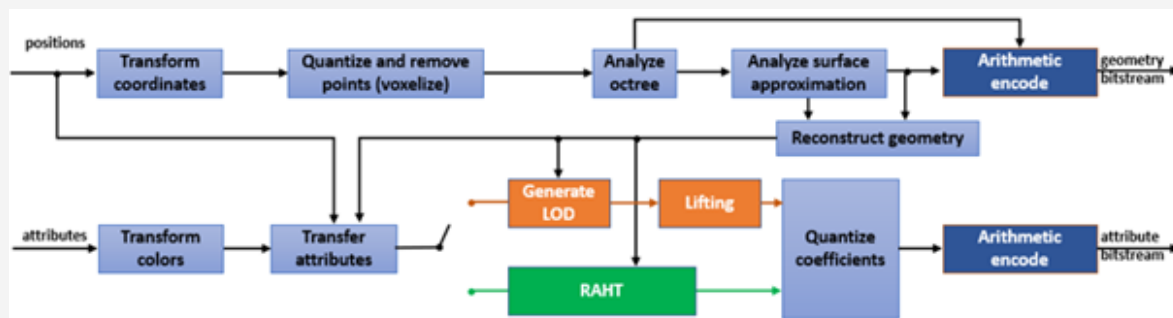 positions
Transform
coordinates
Quantize and remove
points (voxelize)
Analyze
octree
Analyze surface
approximation
Arithmetic
encode
geometry
bitstream
Reconstruct geometry
Generate
LOD
Lifting
attributes
Transform
colors
Transfer
attributes
Quantize
coefficients
Arithmetic
encode
attribute
bitstream
RAHT